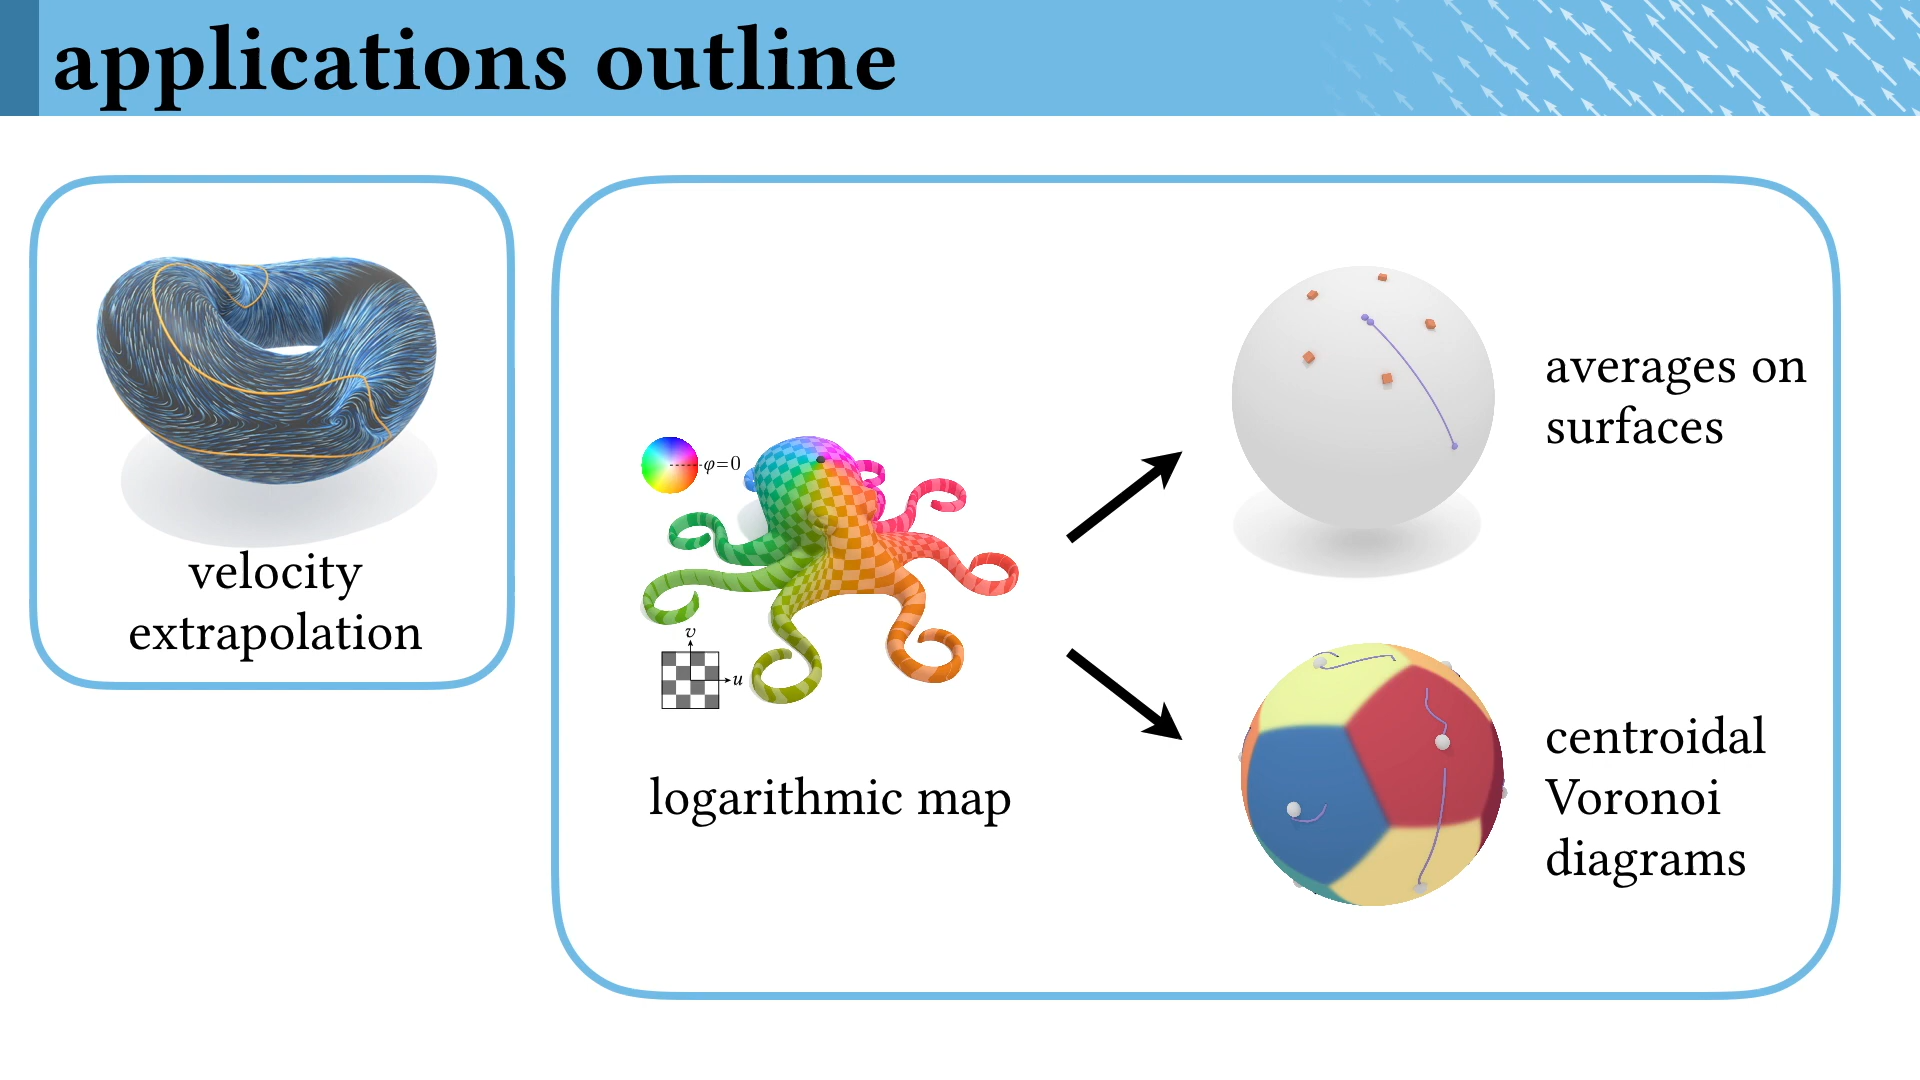 applications outline
velocity
extrapolation
φ=0
v
u
logarithmic map
averages on
surfaces
centroidal
Voronoi
diagrams